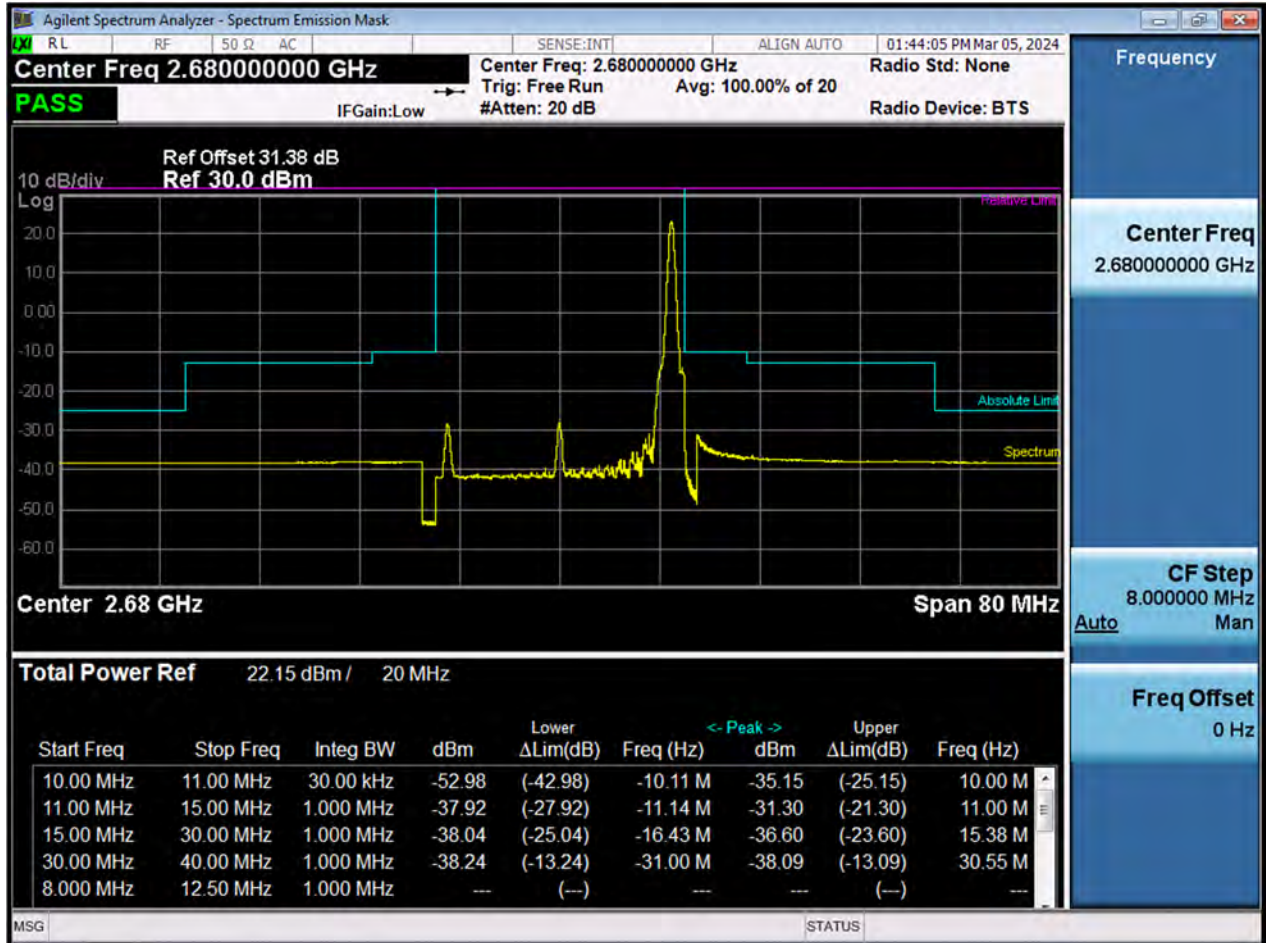 Agilent Spectrum Analyzer - Spectrum Emission Mask
LXI RL RF 50 Ω AC SENSE:INT ALIGN AUTO 01:44:05 PM Mar 05, 2024
Center Freq 2.680000000 GHz Center Freq: 2.680000000 GHz Radio Std: None
Trig: Free Run Avg: 100.00% of 20
PASS IFGain:Low #Atten: 20 dB Radio Device: BTS
Ref Offset 31.38 dB
10 dB/div Ref 30.0 dBm
Log
Relative Limit
20.0
10.0
0.00
-10.0
-20.0
Absolute Limit
-30.0
Spectrum
-40.0
-50.0
-60.0
Center 2.68 GHz Span 80 MHz
Total Power Ref 22.15 dBm / 20 MHz
Lower <- Peak -> Upper
Start Freq Stop Freq Integ BW dBm ΔLim(dB) Freq (Hz) dBm ΔLim(dB) Freq (Hz)
10.00 MHz 11.00 MHz 30.00 kHz -52.98 (-42.98) -10.11 M -35.15 (-25.15) 10.00 M
11.00 MHz 15.00 MHz 1.000 MHz -37.92 (-27.92) -11.14 M -31.30 (-21.30) 11.00 M
15.00 MHz 30.00 MHz 1.000 MHz -38.04 (-25.04) -16.43 M -36.60 (-23.60) 15.38 M
30.00 MHz 40.00 MHz 1.000 MHz -38.24 (-13.24) -31.00 M -38.09 (-13.09) 30.55 M
8.000 MHz 12.50 MHz 1.000 MHz --- (---) --- --- (---) ---
MSG STATUS
Frequency
Center Freq
2.680000000 GHz
CF Step
8.000000 MHz
Auto Man
Freq Offset
0 Hz